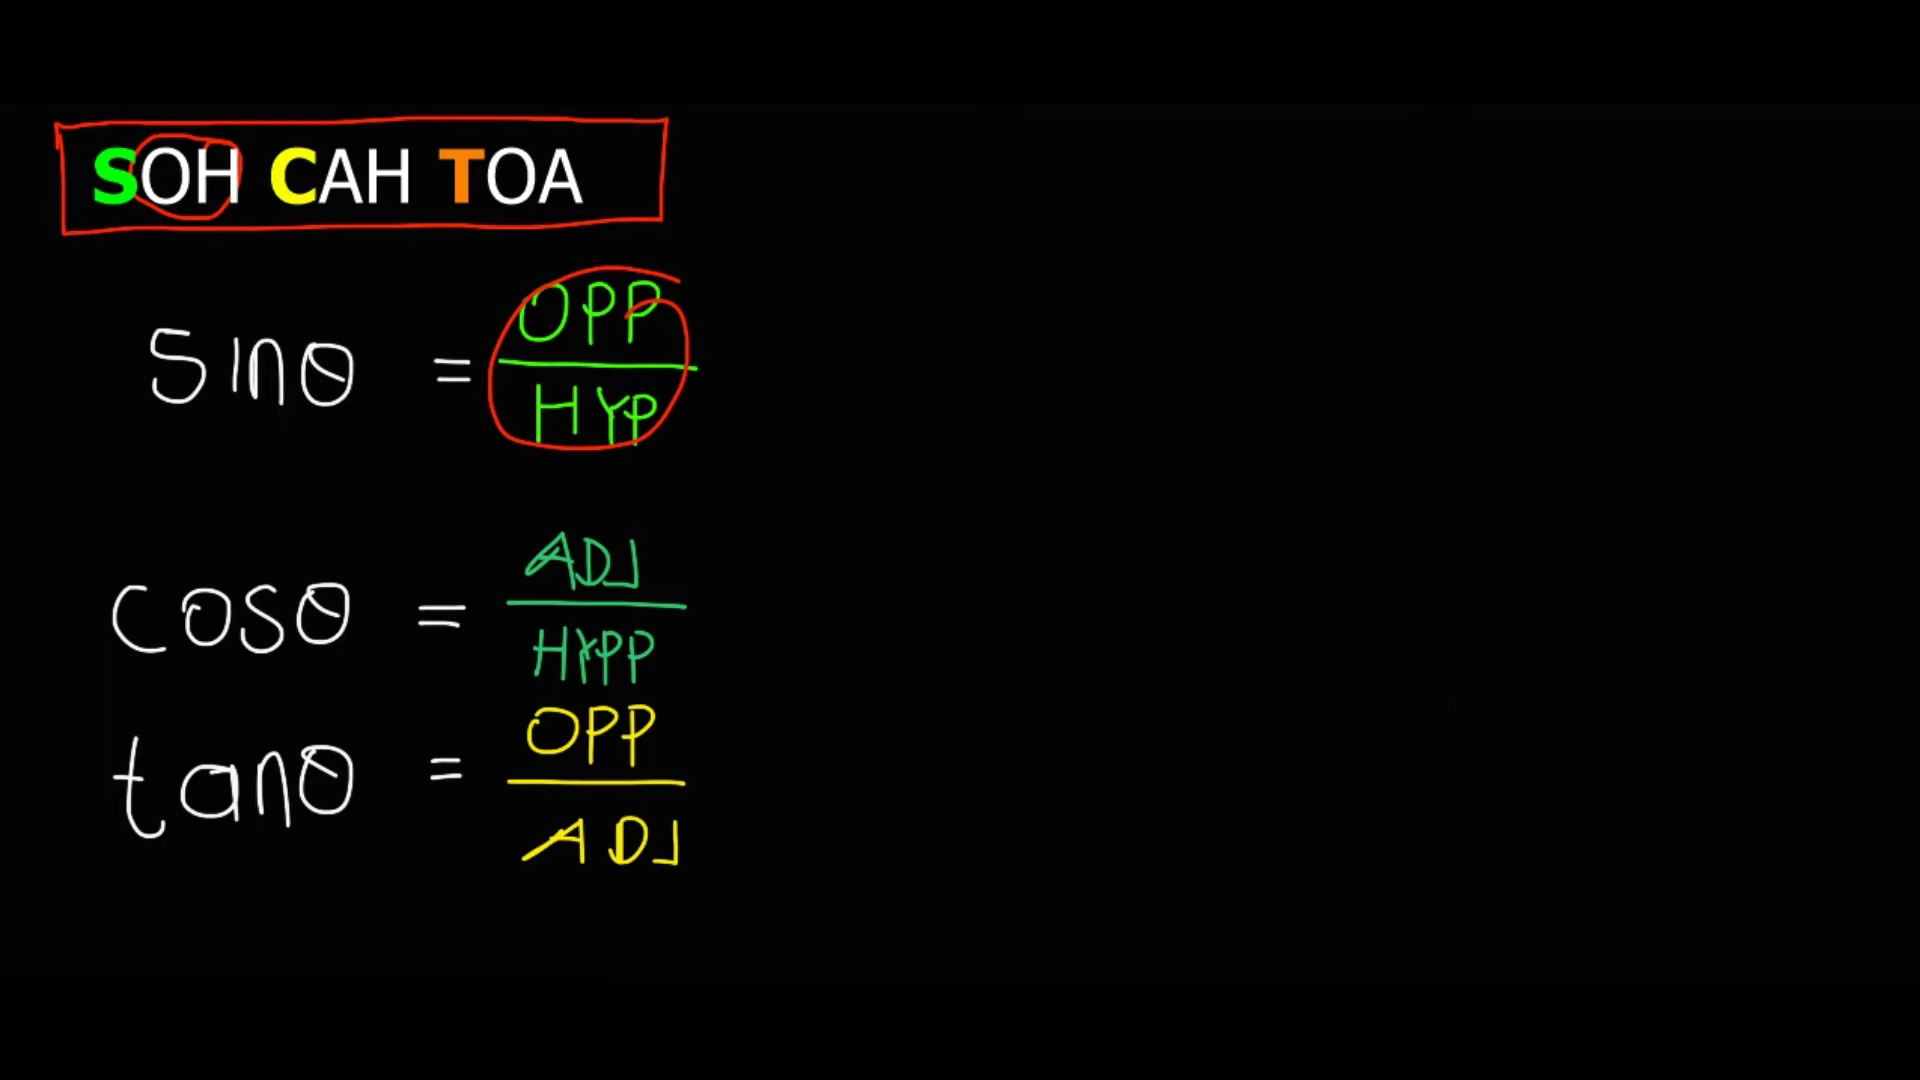 SOH CAH TOA
sinθ = OPP
HYP
cosθ = ADJ
HYPP
tanθ = OPP
ADJ